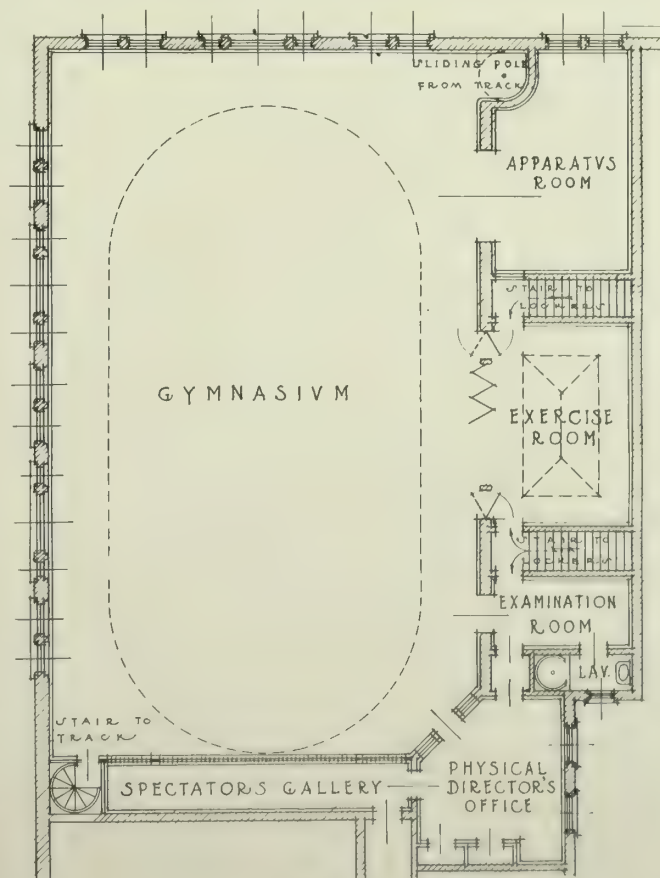 SLIDING POLE
FROM TRACK
APPARATVS
ROOM
STAIR TO
LOCKERS
GYMNASIVM
EXERCISE
ROOM
STAIR TO
LOCKERS
EXAMINATION
ROOM
LAV.
STAIR TO
TRACK
SPECTATORS GALLERY
PHYSICAL
DIRECTOR'S
OFFICE